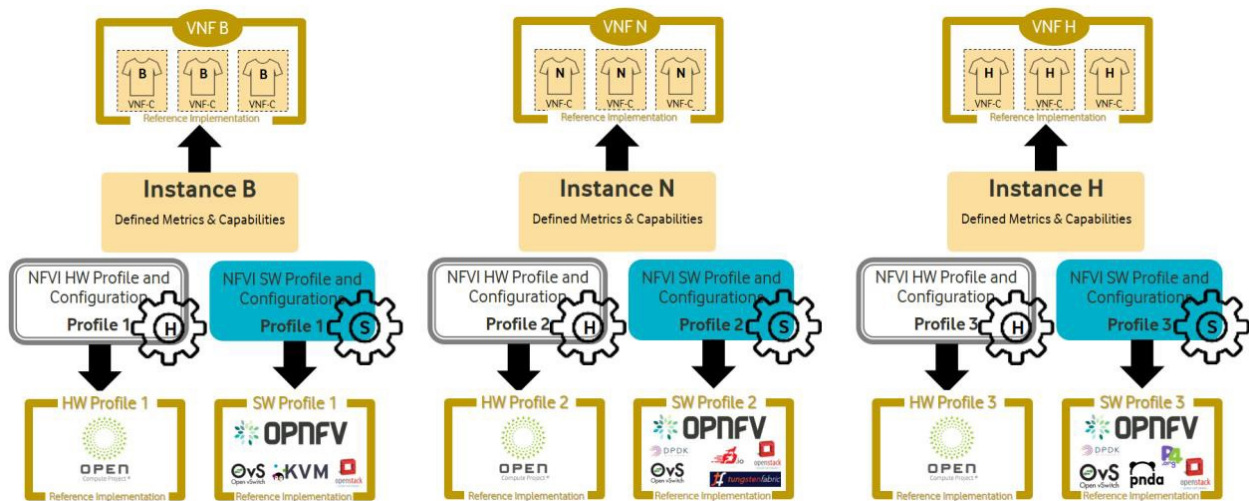 VNF B
B
B
B
VNF-C
VNF-C
VNF-C
Reference Implementation
Instance B
Defined Metrics & Capabilities
NFVI HW Profile and
Configuration
Profile 1
H
NFVI SW Profile and
Configurations
Profile 1
S
HW Profile 1
OPEN
Compute Project
Reference Implementation
SW Profile 1
OPNFV
OvS
Open vSwitch
KVM
openstack
Reference Implementation
VNF N
N
N
N
VNF-C
VNF-C
VNF-C
Reference Implementation
Instance N
Defined Metrics & Capabilities
NFVI HW Profile and
Configuration
Profile 2
H
NFVI SW Profile and
Configurations
Profile 2
S
HW Profile 2
OPEN
Compute Project
Reference Implementation
SW Profile 2
OPNFV
DPDK
.io
openstack
OvS
Open vSwitch
tungstenfabric
Reference Implementation
VNF H
H
H
H
VNF-C
VNF-C
VNF-C
Reference Implementation
Instance H
Defined Metrics & Capabilities
NFVI HW Profile and
Configuration
Profile 3
H
NFVI SW Profile and
Configurations
Profile 3
S
HW Profile 3
OPEN
Compute Project
Reference Implementation
SW Profile 3
OPNFV
DPDK
P4
OvS
Open vSwitch
pnda
openstack
Reference Implementation